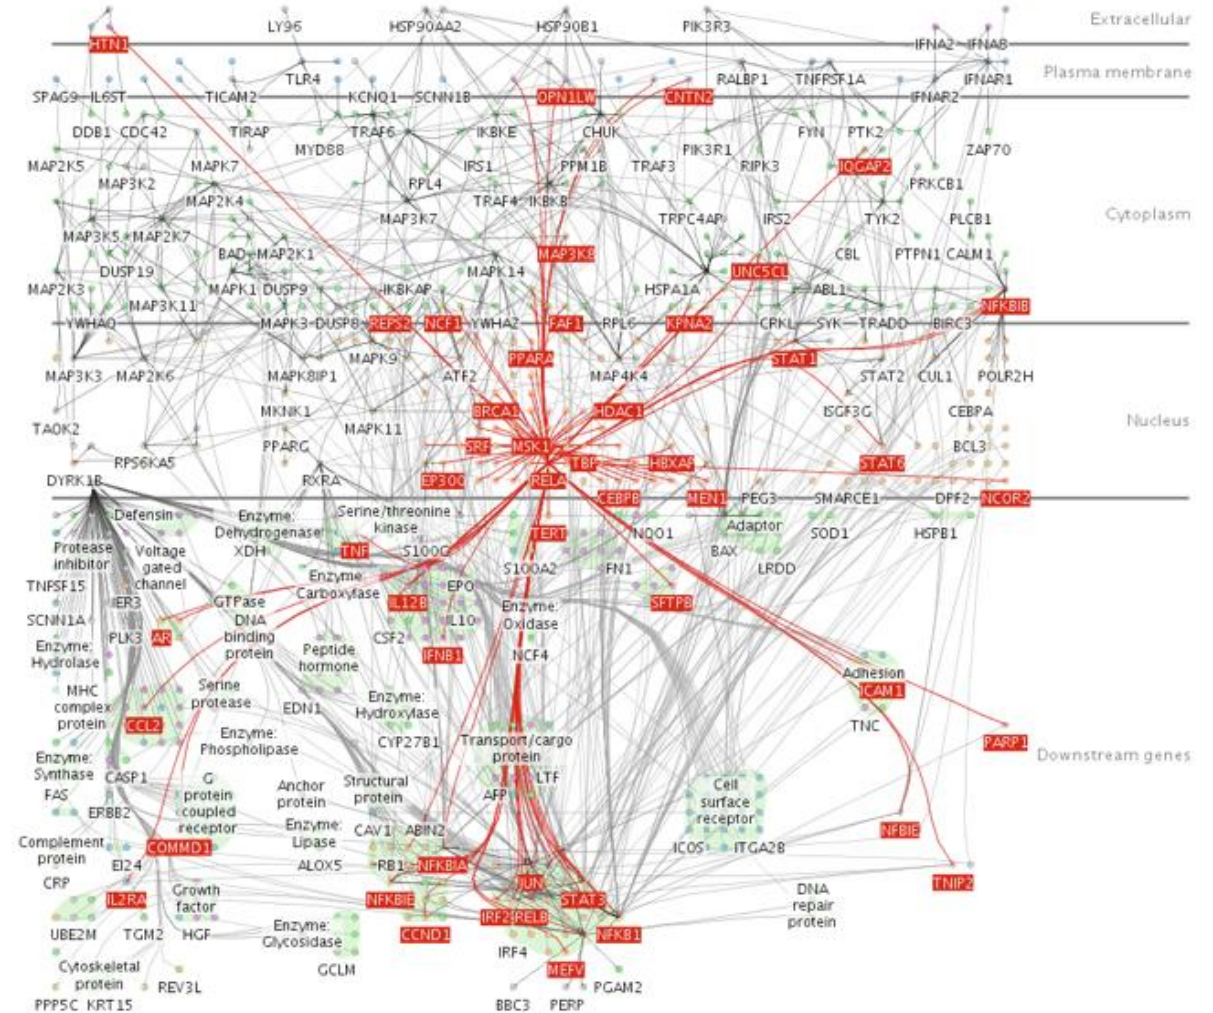 LY96
HSP90AA2
HSP90B1
PIK3R3
Extracellular
HTN1
IFNA2
IFNA8
TLR4
RALBP1
TNFRSF1A
IFNAR1
Plasma membrane
SPAG9
IL6ST
TICAM2
KCNQ1
SCNN1B
OPN1LW
CNTN2
IFNAR2
DDB1
CDC42
TIRAP
TRAF6
IKBKE
CHUK
FYN
PTK2
MYD88
PIK3R1
ZAP70
MAP2K5
MAPK7
IRS1
PPM1B
TRAF3
RIPK3
IQGAP2
MAP3K2
RPL4
PRKCB1
MAP2K4
TRAF4
IKBKB
MAP3K7
TRPC4AP
IRS2
TYK2
PLCB1
Cytoplasm
MAP3K5
MAP2K7
BAD
MAP2K1
MAP3K8
CBL
PTPN1
CALM1
DUSP19
MAPK14
UNC5CL
MAP2K3
MAPK1
DUSP9
IKBKAP
HSPA1A
ABL1
MAP3K11
NFKBIB
YWHAQ
MAPK3
DUSP8
REPS2
NCF1
YWHAZ
FAF1
RPL6
KPNA2
CRKL
SYK
TRADD
BIRC3
MAPK9
PPARA
STAT1
MAP3K3
MAP2K6
MAPK8IP1
ATF2
MAP4K4
STAT2
CUL1
POLR2H
MKNK1
BRCA1
HDAC1
ISGF3G
CEBPA
TAOK2
MAPK11
Nucleus
PPARG
SRF
MSK1
BCL3
RPS6KA5
TBP
HBXAP
STAT6
DYRK1B
RXRA
EP300
RELA
CEBPB
MEN1
PEG3
SMARCE1
DPF2
NCOR2
Defensin
Enzyme:
Dehydrogenase
Serine/threonine
kinase
TERT
NQO1
Adaptor
SOD1
HSPB1
Protease
inhibitor
Voltage
gated
channel
XDH
TNF
S100G
BAX
S100A2
FN1
LRDD
TNFSF15
Enzyme
Carboxylase
EPO
IER3
GTPase
IL12B
Enzyme:
Oxidase
SFTPB
SCNN1A
DNA
binding
protein
IL10
PLK3
AR
CSF2
Enzyme:
Hydrolase
Peptide
hormone
IFNB1
NCF4
Adhesion
ICAM1
MHC
complex
protein
Serine
protease
EDN1
Enzyme:
Hydroxylase
CCL2
TNC
Enzyme:
Phospholipase
CYP27B1
Transport/cargo
protein
PARP1
Downstream genes
Enzyme:
Synthase
CASP1
G
protein
coupled
receptor
Anchor
protein
Structural
protein
LTF
AFP
Cell
surface
receptor
FAS
ERBB2
Enzyme:
Lipase
CAV1
ABIN2
NFBIE
Complement
protein
COMMD1
ICOS
ITGA2B
EI24
ALOX5
RB1
NFKBIA
CRP
JUN
TNIP2
IL2RA
Growth
factor
NFKBIE
STAT3
DNA
repair
protein
IRF2
RELB
UBE2M
TGM2
HGF
Enzyme:
Glycosidase
CCND1
NFKB1
IRF4
Cytoskeletal
protein
GCLM
MEFV
REV3L
PGAM2
PPP5C
KRT15
BBC3
PERP